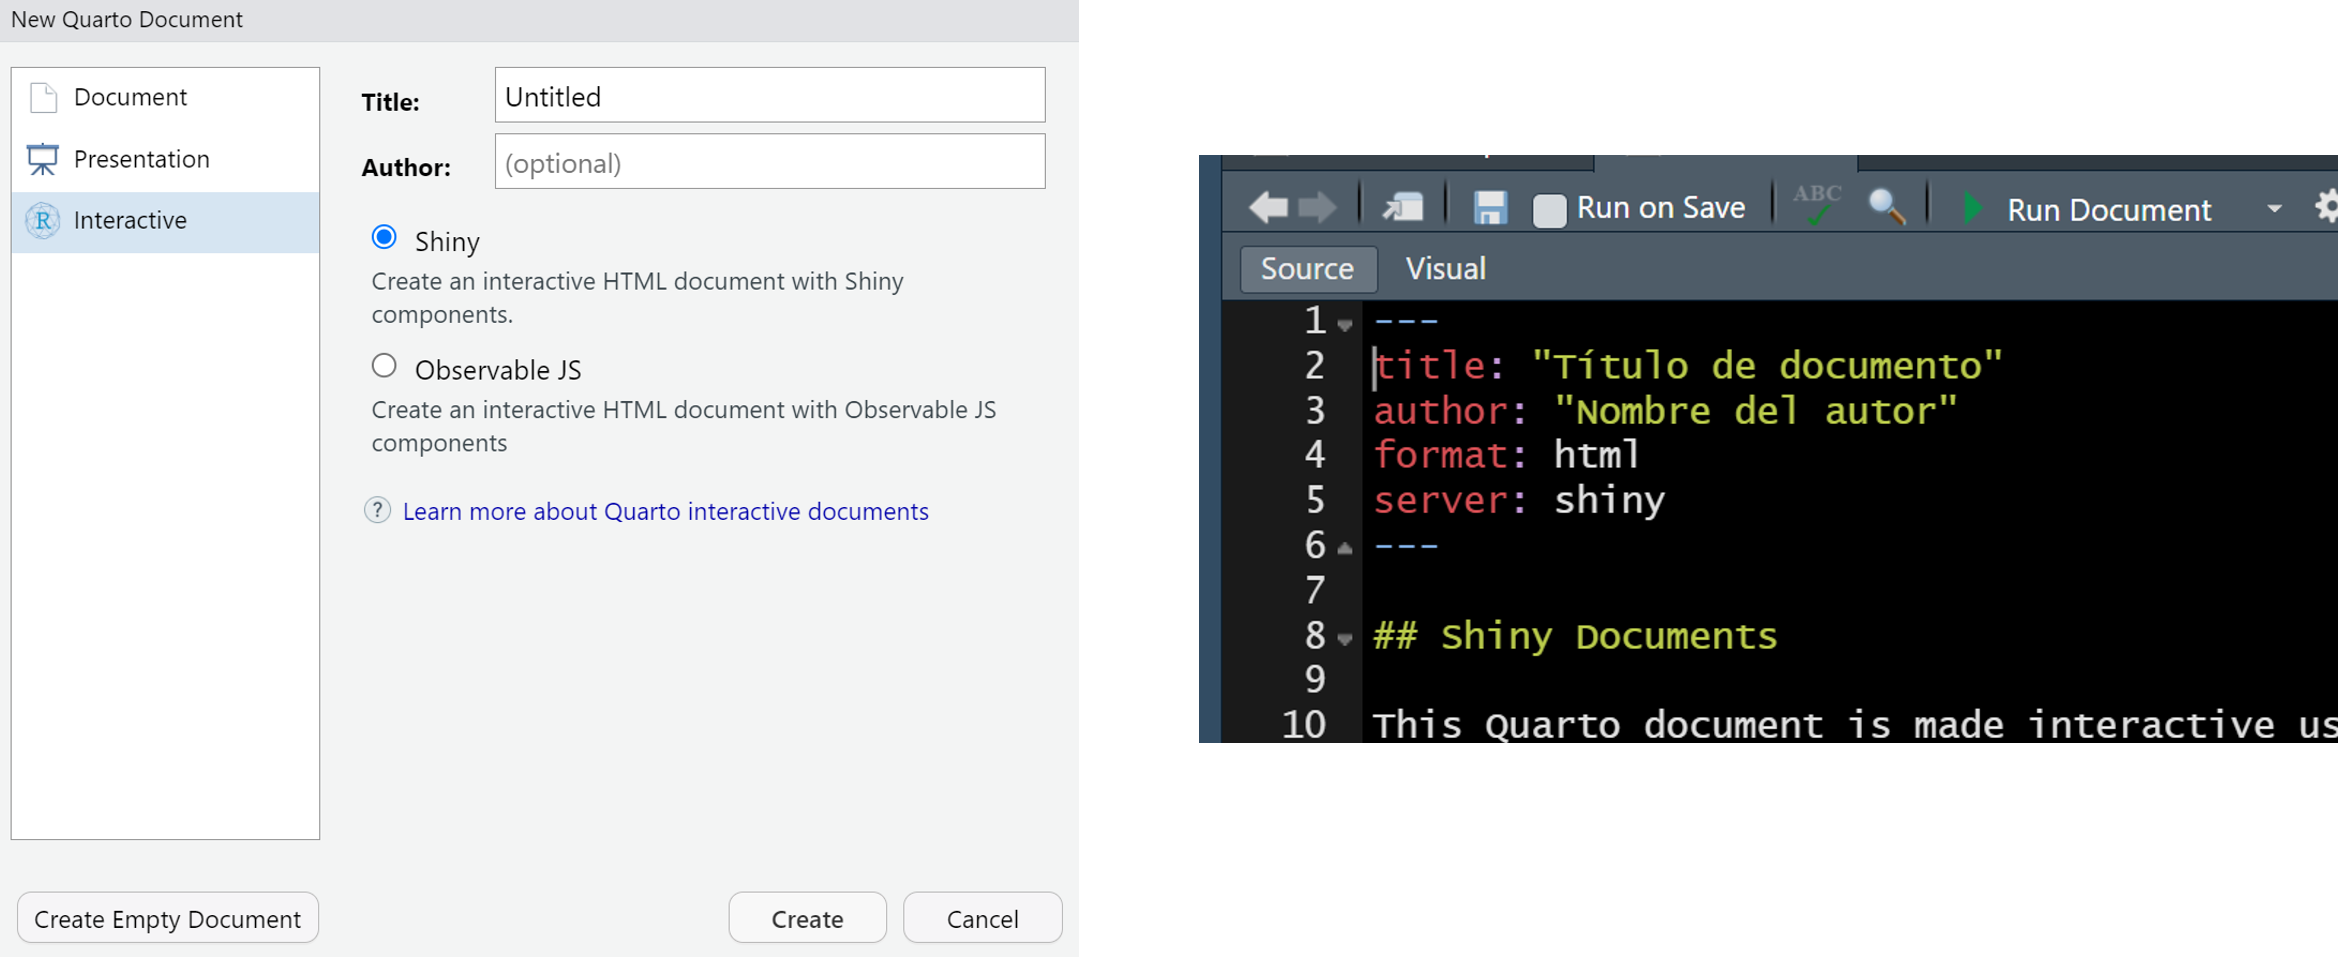 New Quarto Document
Document
Presentation
Interactive
Title:
Untitled
Author:
(optional)
Shiny
Create an interactive HTML document with Shiny
components.
Observable JS
Create an interactive HTML document with Observable JS
components
? Learn more about Quarto interactive documents
Create Empty Document
Create
Cancel
Run on Save
ABC
Run Document
Source
Visual
1 ---
2 title: "Título de documento"
3 author: "Nombre del autor"
4 format: html
5 server: shiny
6 ---
7
8 ## Shiny Documents
9
10 This Quarto document is made interactive us